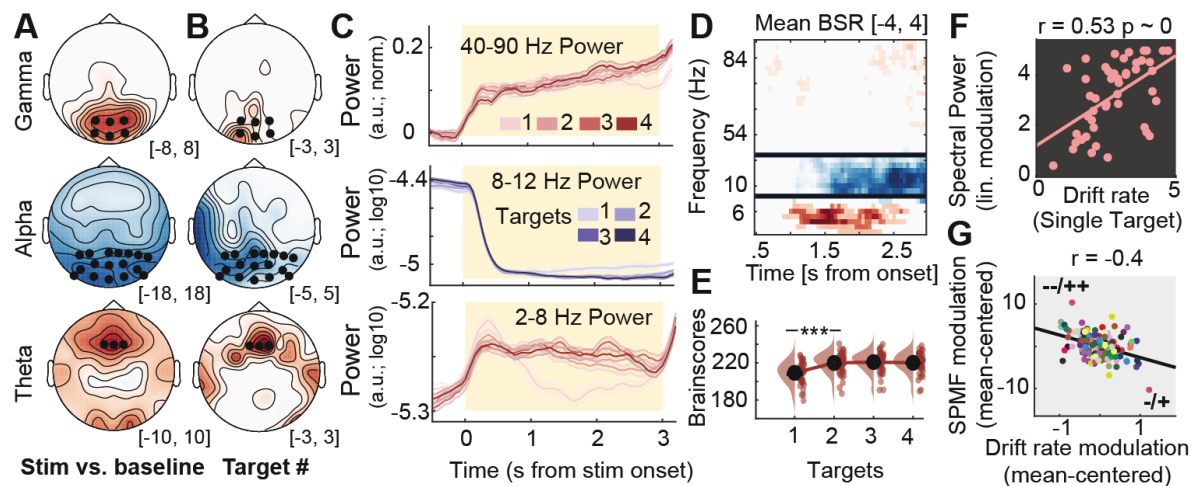 A
Gamma
[-8, 8]
Alpha
[-18, 18]
Theta
[-10, 10]
Stim vs. baseline
B
[-3, 3]
[-5, 5]
[-3, 3]
Target #
C
Power
(a.u.; norm.)
0.2
0
40-90 Hz Power
1 2 3 4
Power
(a.u.; log10)
-4.4
-5
8-12 Hz Power
Targets 1 2
3 4
Power
(a.u.; log10)
-5.2
-5.3
2-8 Hz Power
0 1 2 3
Time (s from stim onset)
D
Mean BSR [-4, 4]
Frequency (Hz)
84
54
10
6
.5 1.5 2.5
Time [s from onset]
E
Brainscores
260
220
180
--***--
1 2 3 4
Targets
F
r = 0.53 p ~ 0
Spectral Power
(lin. modulation)
5
4
2
1
0
0 5
Drift rate
(Single Target)
G
r = -0.4
SPMF modulation
(mean-centered)
10
-10
--/++
-/+
-1 1
Drift rate modulation
(mean-centered)